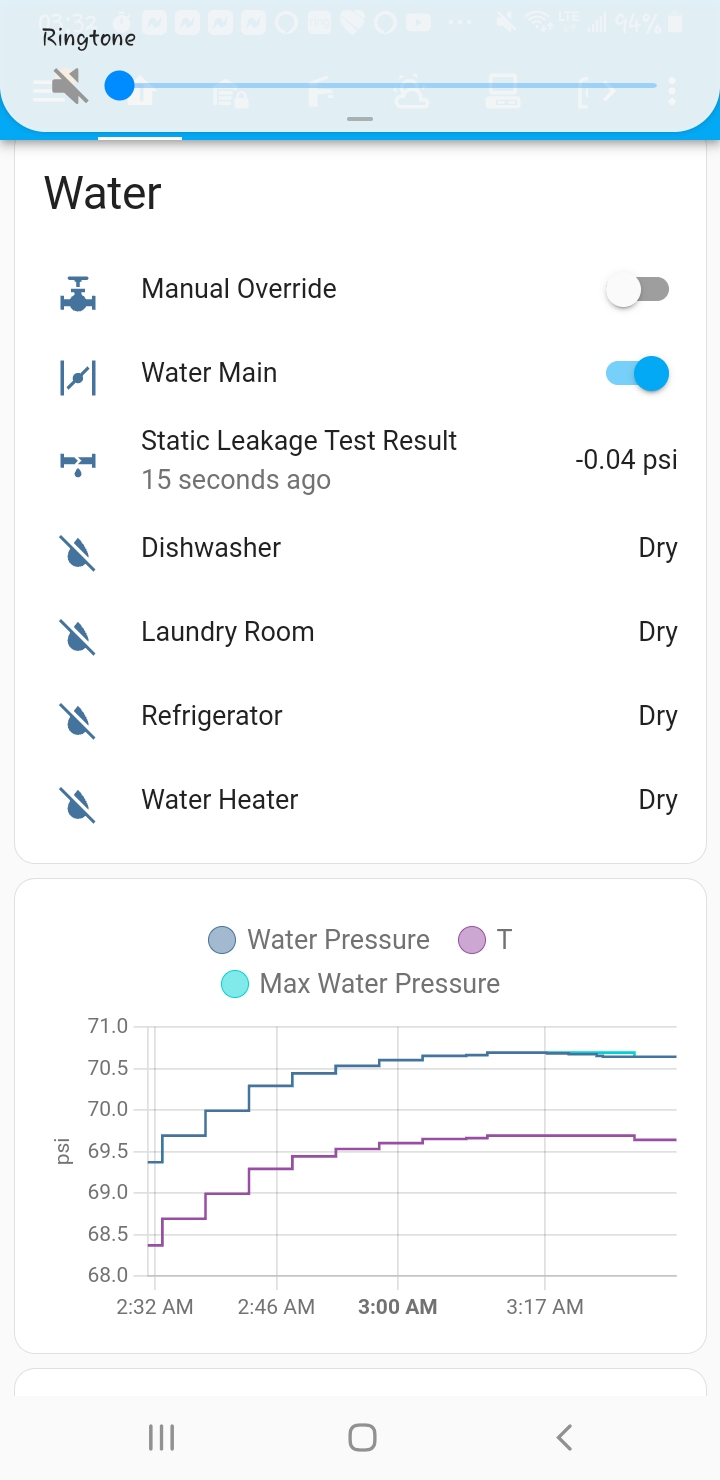 03:32
94%
LTE
Ringtone
Water
Manual Override
Water Main
Static Leakage Test Result
15 seconds ago
-0.04 psi
Dishwasher
Dry
Laundry Room
Dry
Refrigerator
Dry
Water Heater
Dry
Water Pressure
T
Max Water Pressure
71.0
70.5
70.0
69.5
69.0
68.5
68.0
psi
2:32 AM
2:46 AM
3:00 AM
3:17 AM